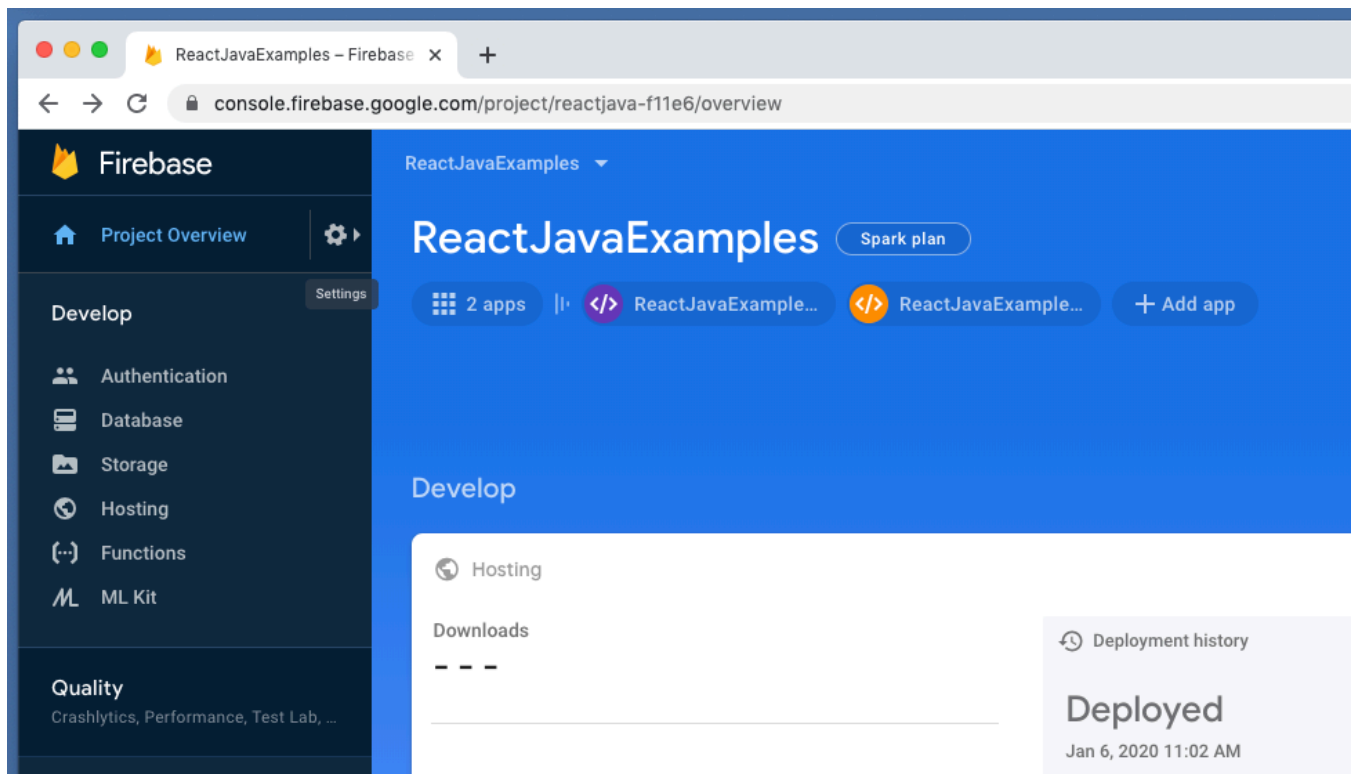 ReactJavaExamples – Firebase
console.firebase.google.com/project/reactjava-f11e6/overview
Firebase
Project Overview
Settings
Develop
Authentication
Database
Storage
Hosting
Functions
ML Kit
Quality
Crashlytics, Performance, Test Lab, ...
ReactJavaExamples
ReactJavaExamples Spark plan
2 apps ReactJavaExample... ReactJavaExample... + Add app
Develop
Hosting
Downloads
- - -
Deployment history
Deployed
Jan 6, 2020 11:02 AM